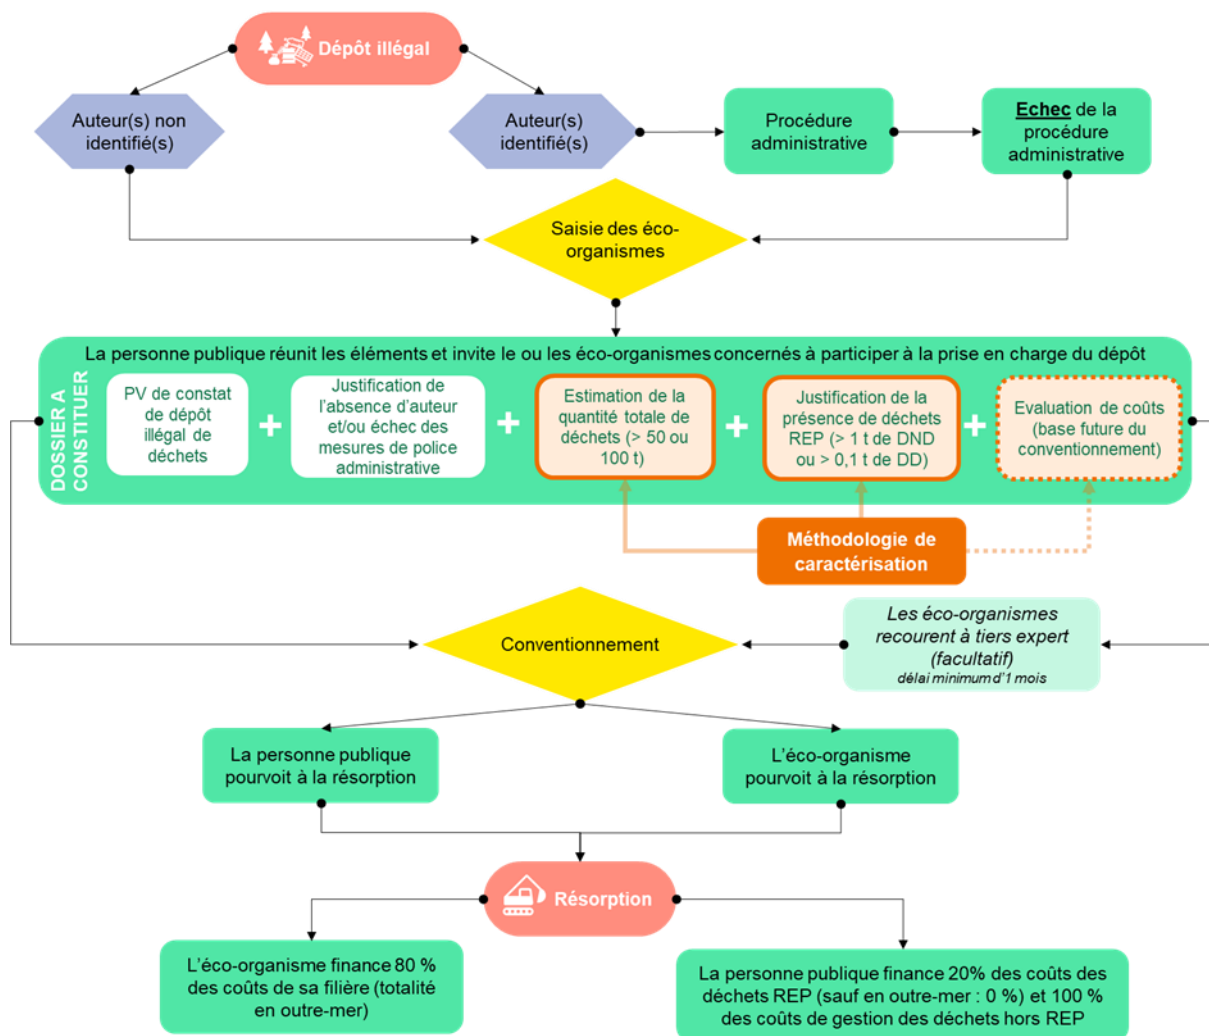 Dépôt illégal
Auteur(s) non
identifié(s)
Auteur(s)
identifié(s)
Procédure
administrative
Echec de la
procédure
administrative
Saisie des éco-
organismes
La personne publique réunit les éléments et invite le ou les éco-organismes concernés à participer à la prise en charge du dépôt
DOSSIER A
CONSTITUER
PV de constat
de dépôt
illégal de
déchets
+
Justification de
l'absence d'auteur
et/ou échec des
mesures de police
administrative
+
Estimation de la
quantité totale de
déchets (> 50 ou
100 t)
+
Justification de la
présence de déchets
REP (> 1 t de DND
ou > 0,1 t de DD)
+
Evaluation de coûts
(base future du
conventionnement)
Méthodologie de
caractérisation
Conventionnement
Les éco-organismes
recourent à tiers expert
(facultatif)
délai minimum d'1 mois
La personne publique
pourvoit à la résorption
L'éco-organisme
pourvoit à la résorption
Résorption
L'éco-organisme finance 80 %
des coûts de sa filière (totalité
en outre-mer)
La personne publique finance 20% des coûts des
déchets REP (sauf en outre-mer : 0 %) et 100 %
des coûts de gestion des déchets hors REP